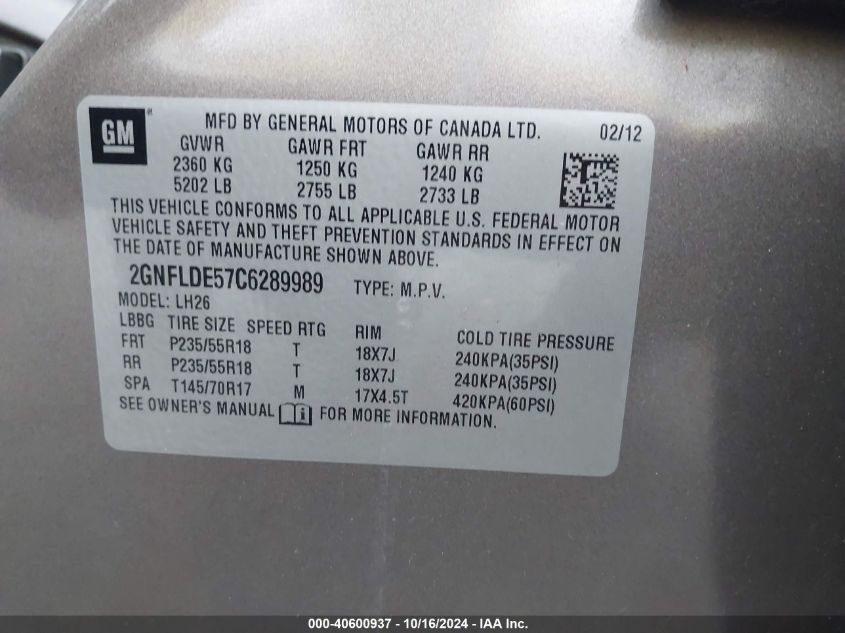 GM
MFD BY GENERAL MOTORS OF CANADA LTD. 02/12
GVWR GAWR FRT GAWR RR
2360 KG 1250 KG 1240 KG
5202 LB 2755 LB 2733 LB
THIS VEHICLE CONFORMS TO ALL APPLICABLE U.S. FEDERAL MOTOR
VEHICLE SAFETY AND THEFT PREVENTION STANDARDS IN EFFECT ON
THE DATE OF MANUFACTURE SHOWN ABOVE.
2GNFLDE57C6289989 TYPE: M.P.V.
MODEL: LH26
LBBG TIRE SIZE SPEED RTG RIM COLD TIRE PRESSURE
FRT P235/55R18 T 18X7J 240KPA(35PSI)
RR P235/55R18 T 18X7J 240KPA(35PSI)
SPA T145/70R17 M 17X4.5T 420KPA(60PSI)
SEE OWNER'S MANUAL FOR MORE INFORMATION.
000-40600937 - 10/16/2024 - IAA Inc.